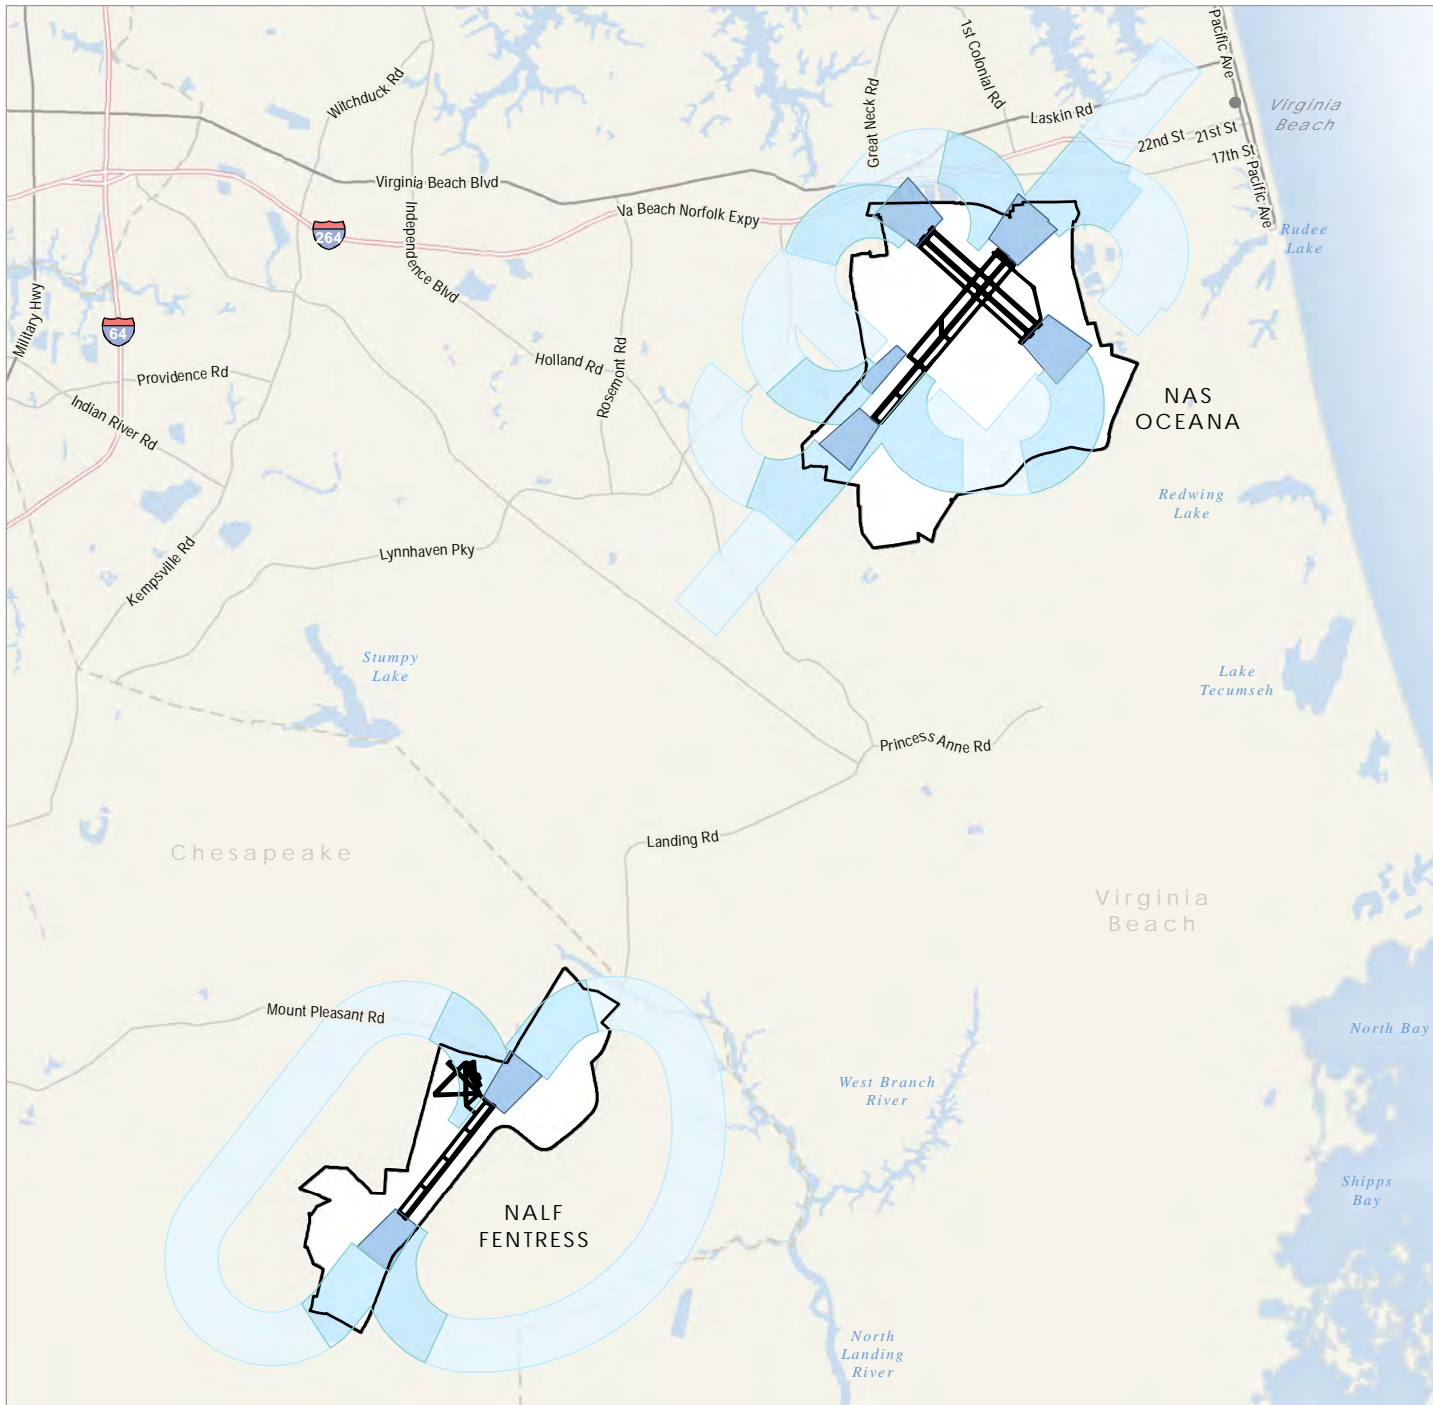 Pacific Ave
1st Colonial Rd
Witchduck Rd
Great Neck Rd
Laskin Rd
Virginia
Beach
22nd St
21st St
17th St
Pacific Ave
Virginia Beach Blvd
Va Beach Norfolk Expy
Independence Blvd
264
Rudee
Lake
Military Hwy
64
Holland Rd
Rosemont Rd
Providence Rd
Indian River Rd
NAS
OCEANA
Redwing
Lake
Lynnhaven Pky
Kempsville Rd
Stumpy
Lake
Lake
Tecumseh
Princess Anne Rd
Landing Rd
Chesapeake
Virginia
Beach
Mount Pleasant Rd
North Bay
West Branch
River
Shipps
Bay
NALF
FENTRESS
North
Landing
River